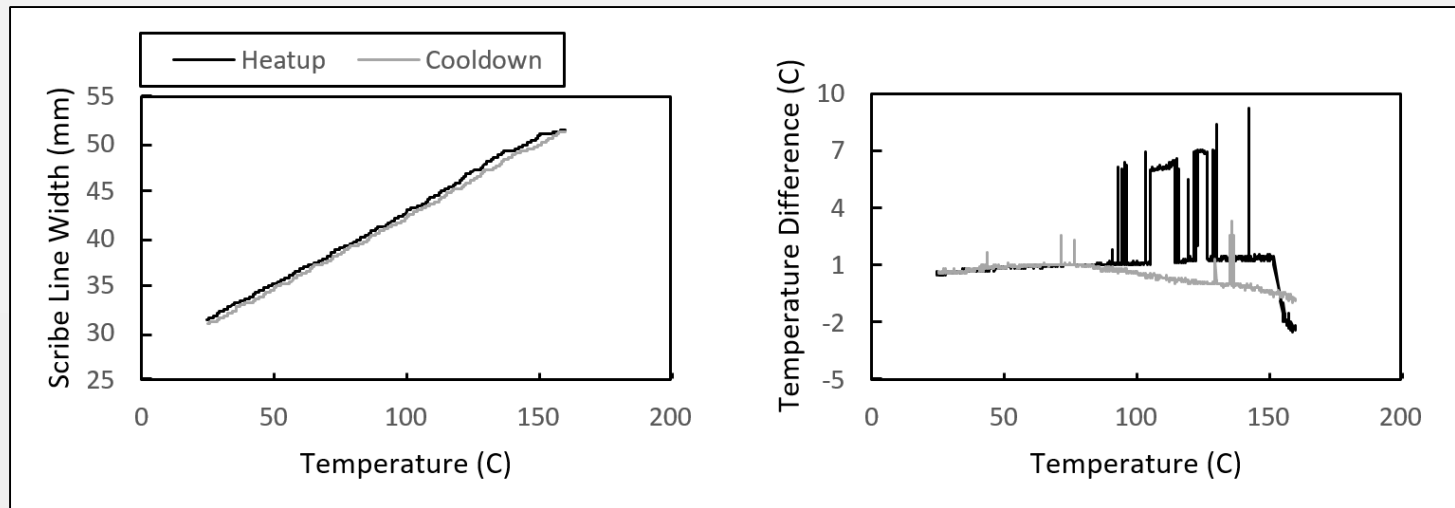 Heatup Cooldown
Scribe Line Width (mm)
55
50
45
40
35
30
25
0 50 100 150 200
Temperature (C)
Temperature Difference (C)
10
7
4
1
-2
-5
0 50 100 150 200
Temperature (C)